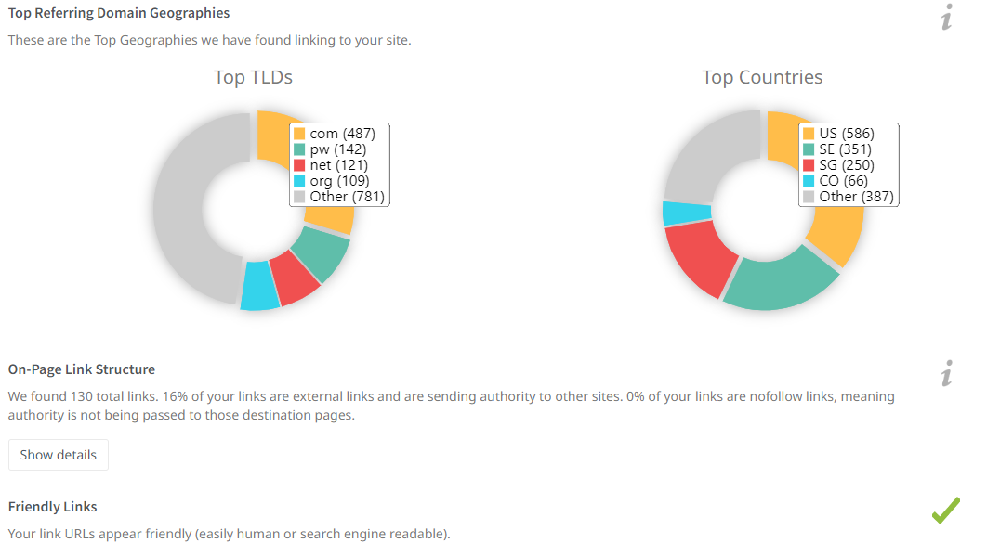 Top Referring Domain Geographies
These are the Top Geographies we have found linking to your site.
Top TLDs
com (487)
pw (142)
net (121)
org (109)
Other (781)
Top Countries
US (586)
SE (351)
SG (250)
CO (66)
Other (387)
On-Page Link Structure
We found 130 total links. 16% of your links are external links and are sending authority to other sites. 0% of your links are nofollow links, meaning
authority is not being passed to those destination pages.
Show details
Friendly Links
Your link URLs appear friendly (easily human or search engine readable).